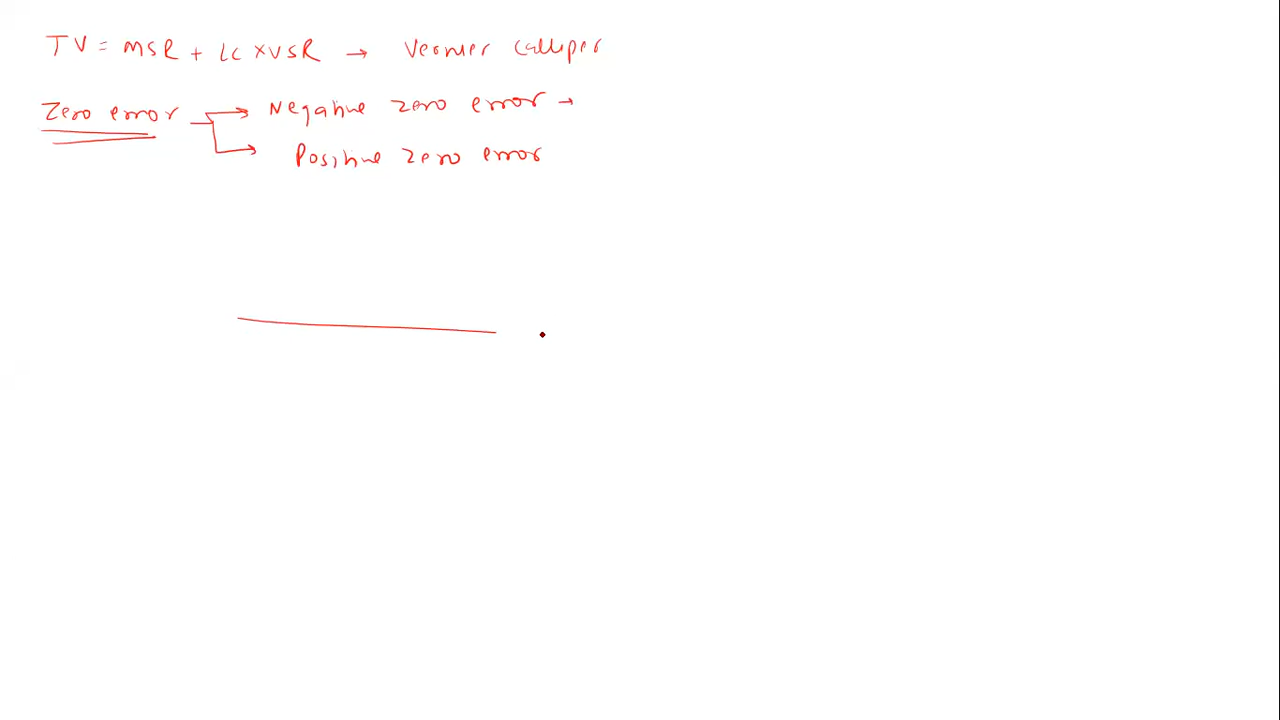 TV = MSR + LC × VSR → Vernier Calliper
Zero error → Negative zero error →
→ Positive zero error